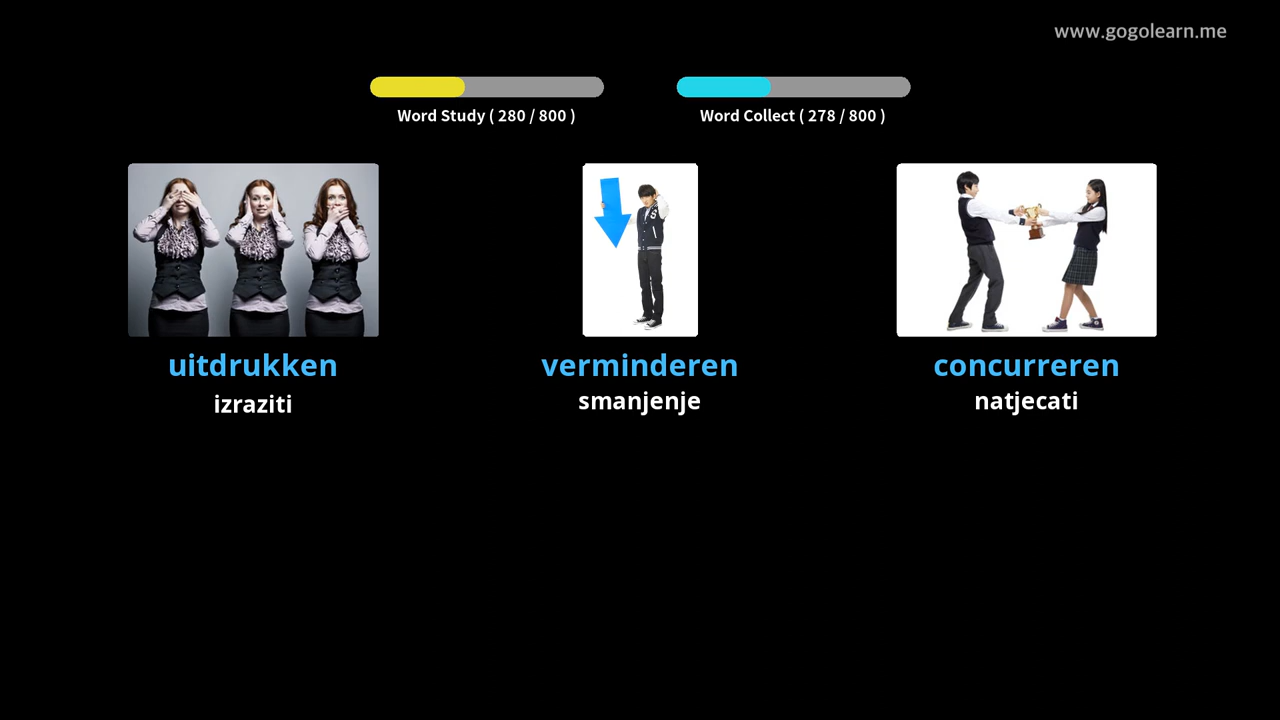 www.gogolearn.me
Word Study ( 280 / 800 )
Word Collect ( 278 / 800 )
uitdrukken
izraziti
verminderen
smanjenje
concurreren
natjecati